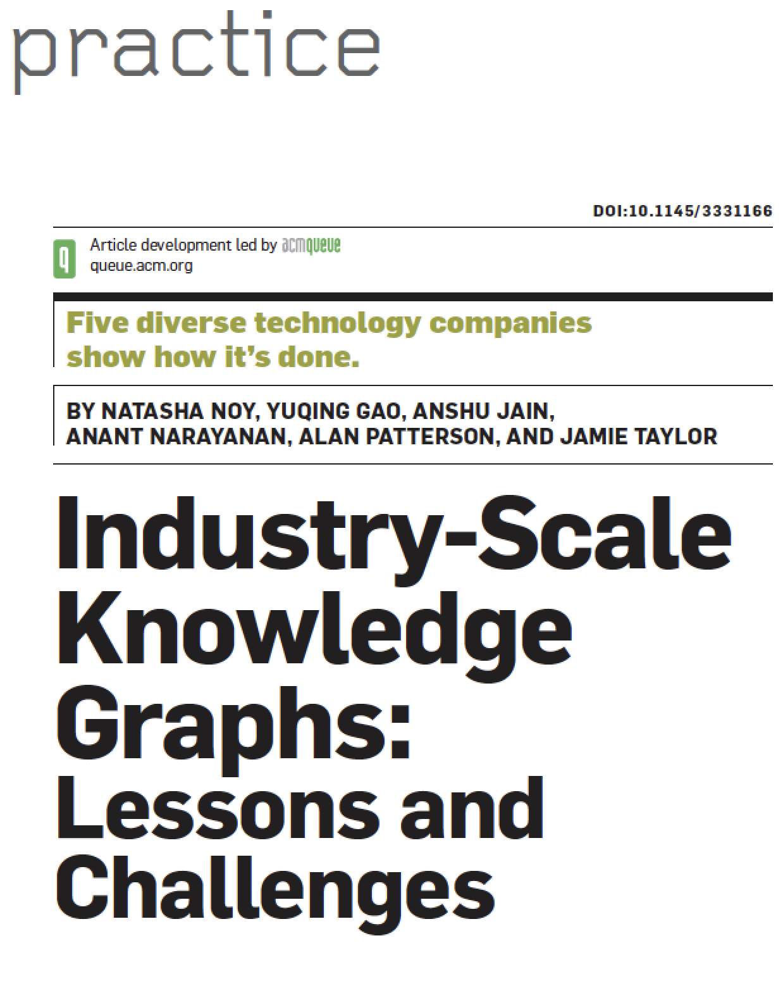 practice
DOI:10.1145/3331166
q
Article development led by acmqueue
queue.acm.org
Five diverse technology companies
show how it’s done.
BY NATASHA NOY, YUQING GAO, ANSHU JAIN,
ANANT NARAYANAN, ALAN PATTERSON, AND JAMIE TAYLOR
Industry-Scale
Knowledge
Graphs:
Lessons and
Challenges